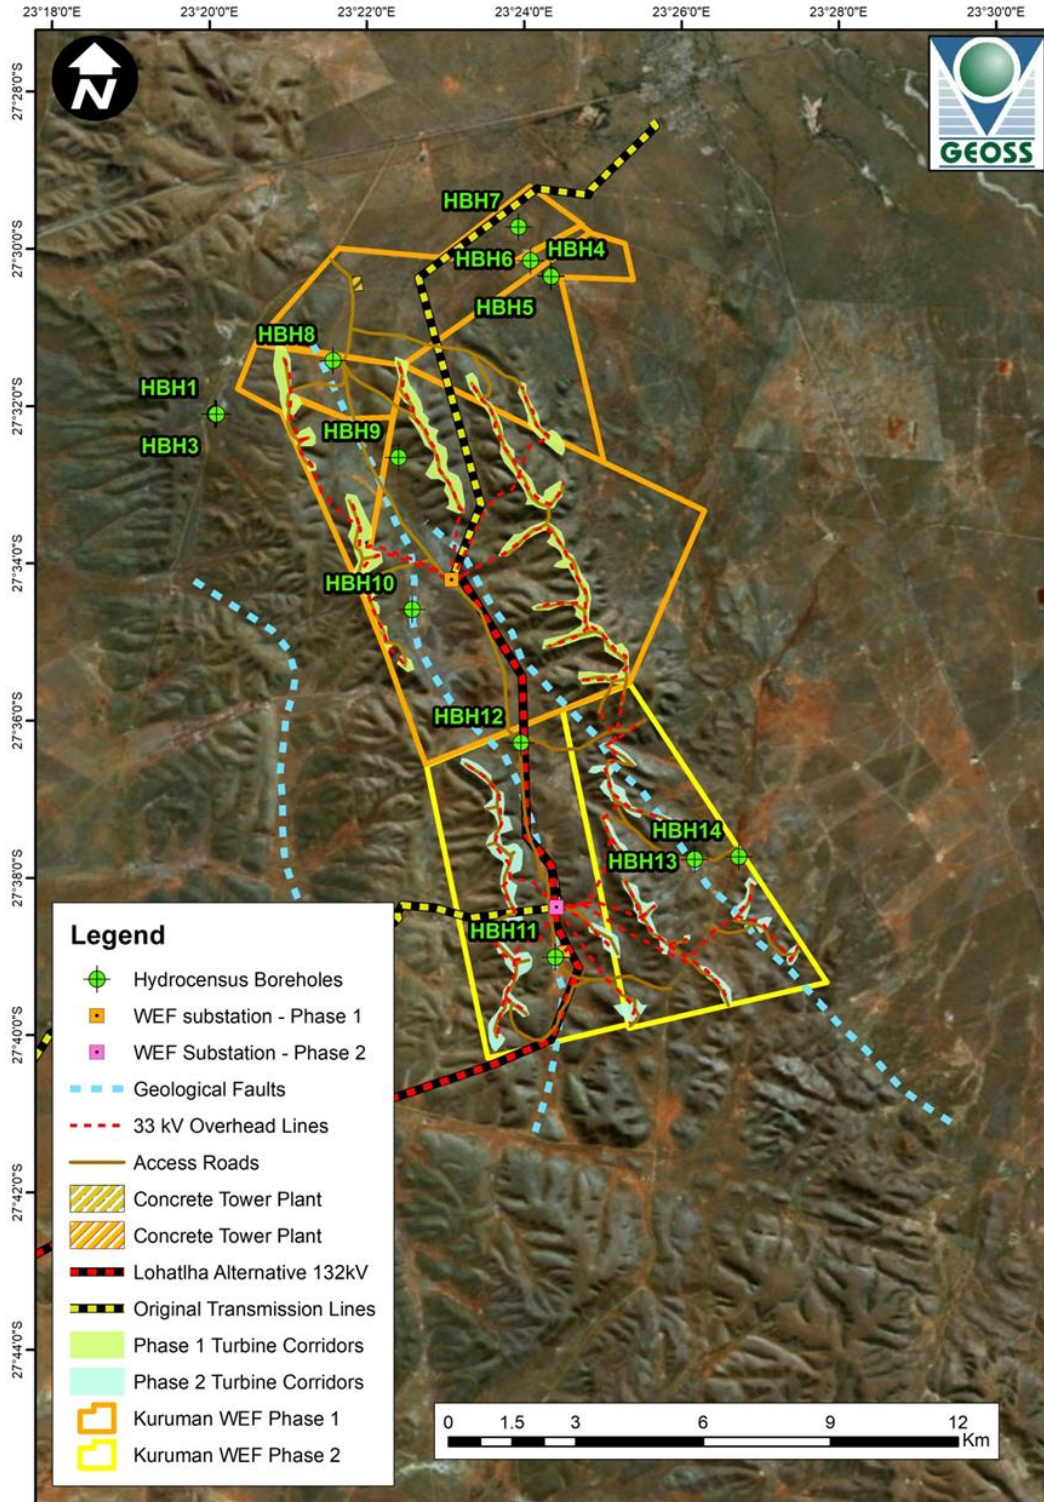 23°18'0"E
23°20'0"E
23°22'0"E
23°24'0"E
23°26'0"E
23°28'0"E
23°30'0"E
27°28'0"S
27°30'0"S
27°32'0"S
27°34'0"S
27°36'0"S
27°38'0"S
27°40'0"S
27°42'0"S
27°44'0"S
N
GEOSS
HBH7
HBH4
HBH6
HBH5
HBH8
HBH1
HBH9
HBH3
HBH10
HBH12
HBH14
HBH13
HBH11
Legend
Hydrocensus Boreholes
WEF substation - Phase 1
WEF Substation - Phase 2
Geological Faults
33 kV Overhead Lines
Access Roads
Concrete Tower Plant
Concrete Tower Plant
Lohatlha Alternative 132kV
Original Transmission Lines
Phase 1 Turbine Corridors
Phase 2 Turbine Corridors
Kuruman WEF Phase 1
Kuruman WEF Phase 2
0 1.5 3 6 9 12
Km